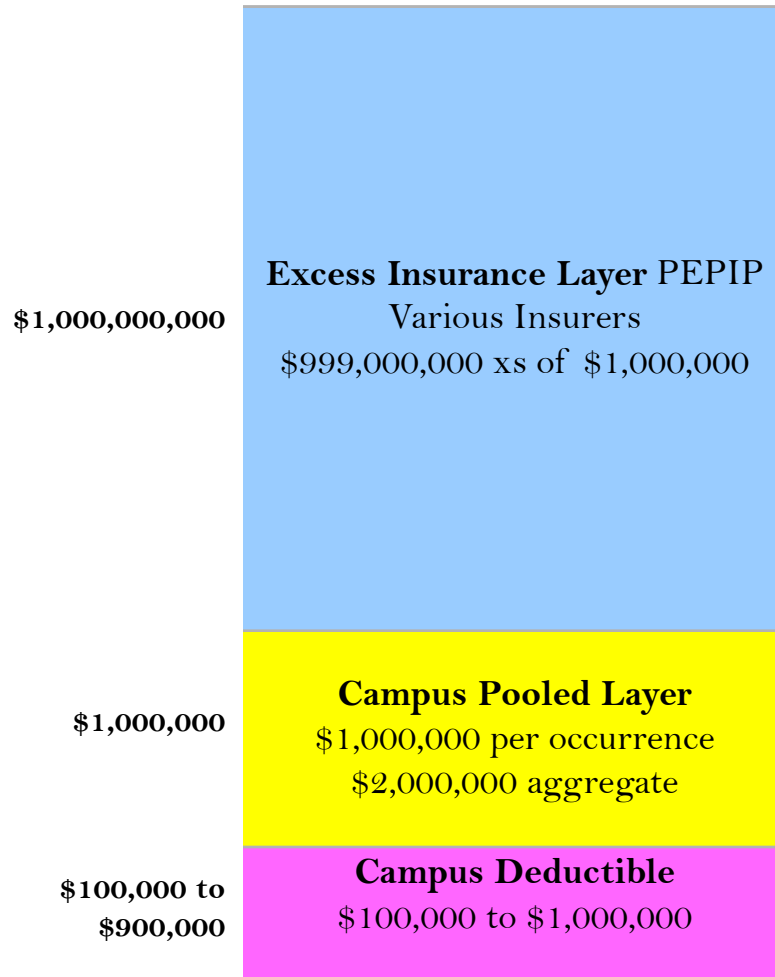 Excess Insurance Layer PEPIP
Various Insurers
$999,000,000 xs of $1,000,000
$1,000,000,000
Campus Pooled Layer
$1,000,000 per occurrence
$2,000,000 aggregate
$1,000,000
Campus Deductible
$100,000 to $1,000,000
$100,000 to
$900,000